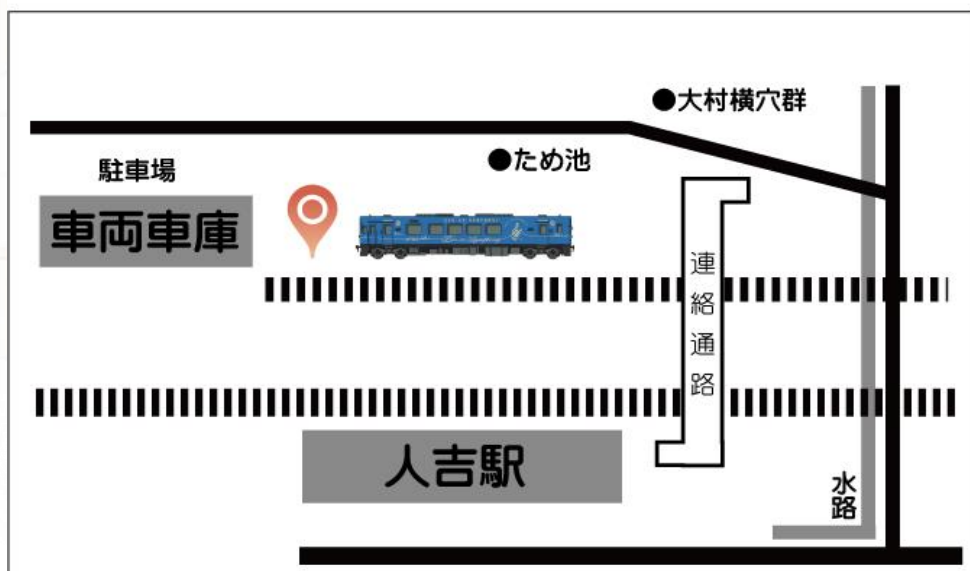 ●大村横穴群
●ため池
駐車場
車両車庫
連絡通路
人吉駅
水路